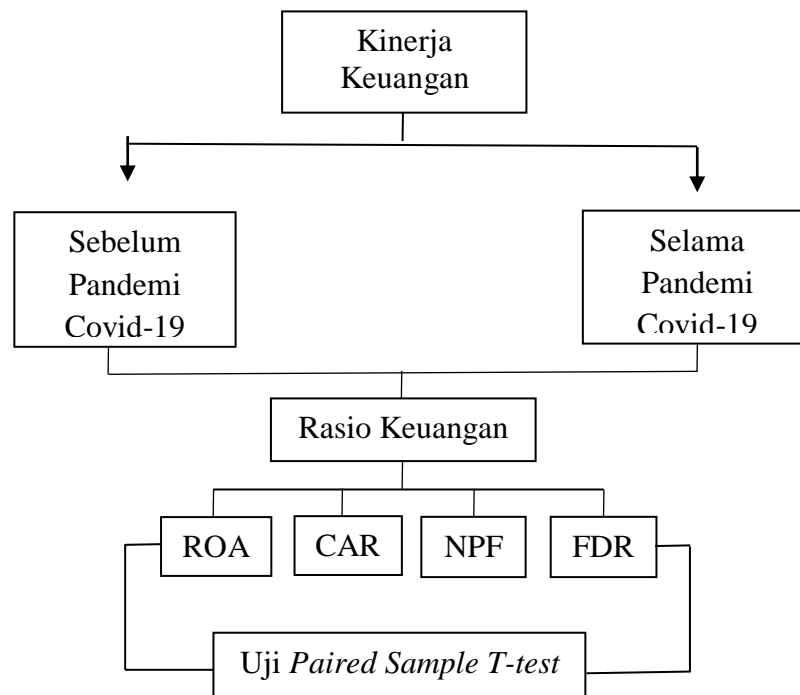 Kinerja
Keuangan
Sebelum
Pandemi
Covid-19
Selama
Pandemi
Covid-19
Rasio Keuangan
ROA
CAR
NPF
FDR
Uji Paired Sample T-test